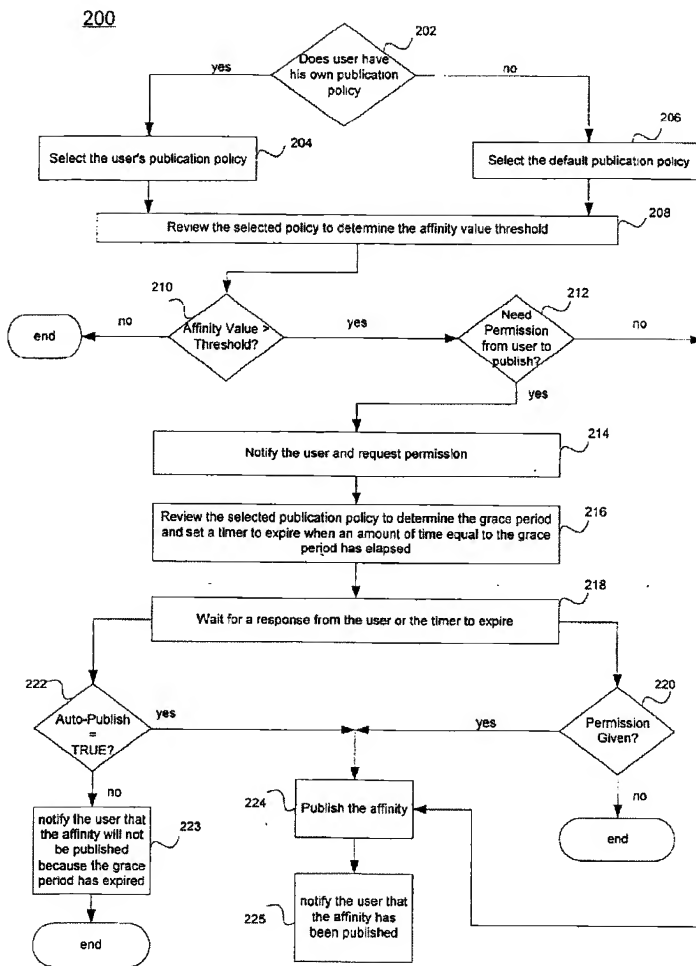 200
202
Does user have
his own publication
policy
yes
no
204
Select the user's publication policy
206
Select the default publication policy
208
Review the selected policy to determine the affinity value threshold
210
Affinity Value >
Threshold?
no
end
yes
212
Need
Permission
from user to
publish?
no
yes
214
Notify the user and request permission
216
Review the selected publication policy to determine the grace period
and set a timer to expire when an amount of time equal to the grace
period has elapsed
218
Wait for a response from the user or the timer to expire
222
Auto-Publish
=
TRUE?
yes
yes
220
Permission
Given?
no
no
notify the user that
the affinity will not
be published
because the grace
period has expired
223
224
Publish the affinity
end
225
notify the user that
the affinity has
been published
end